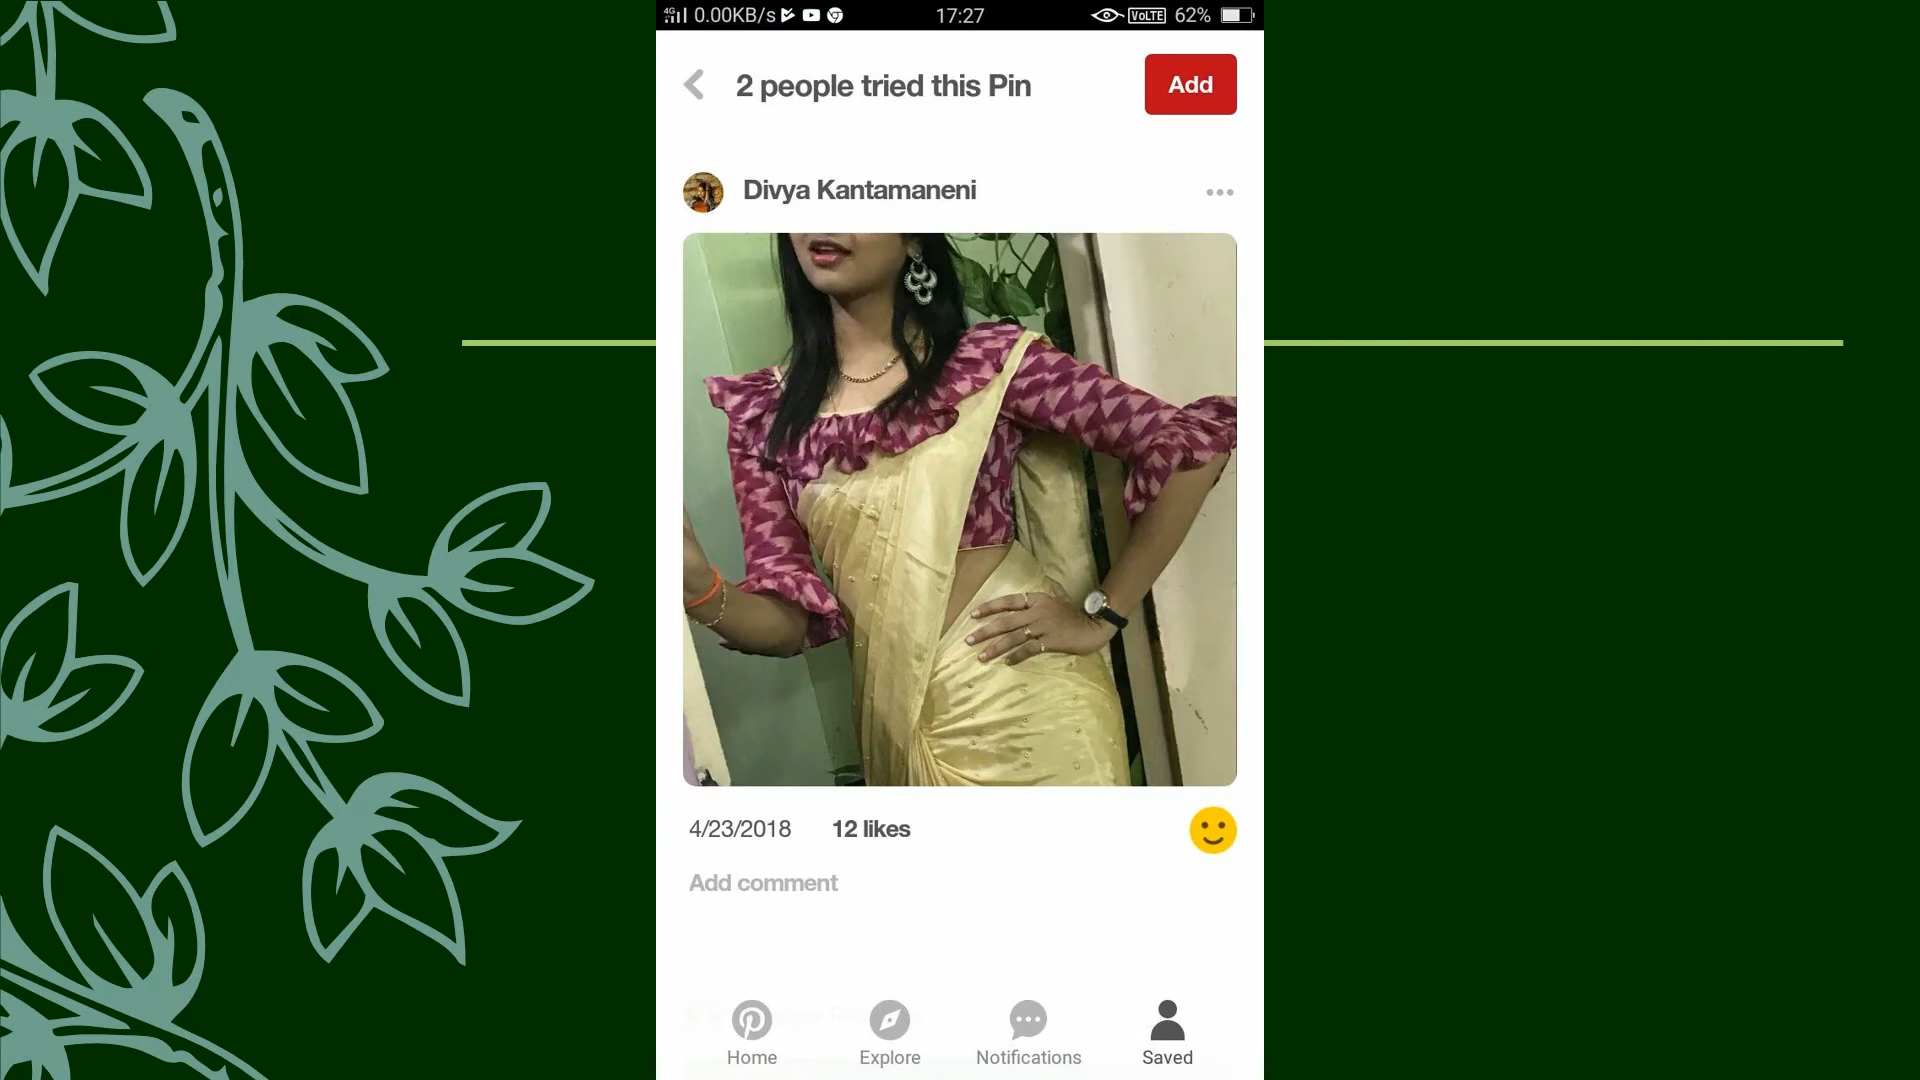 4G 0.00KB/s 17:27 VoLTE 62%
2 people tried this Pin Add
Divya Kantamaneni
4/23/2018 12 likes
Add comment
Home Explore Notifications Saved